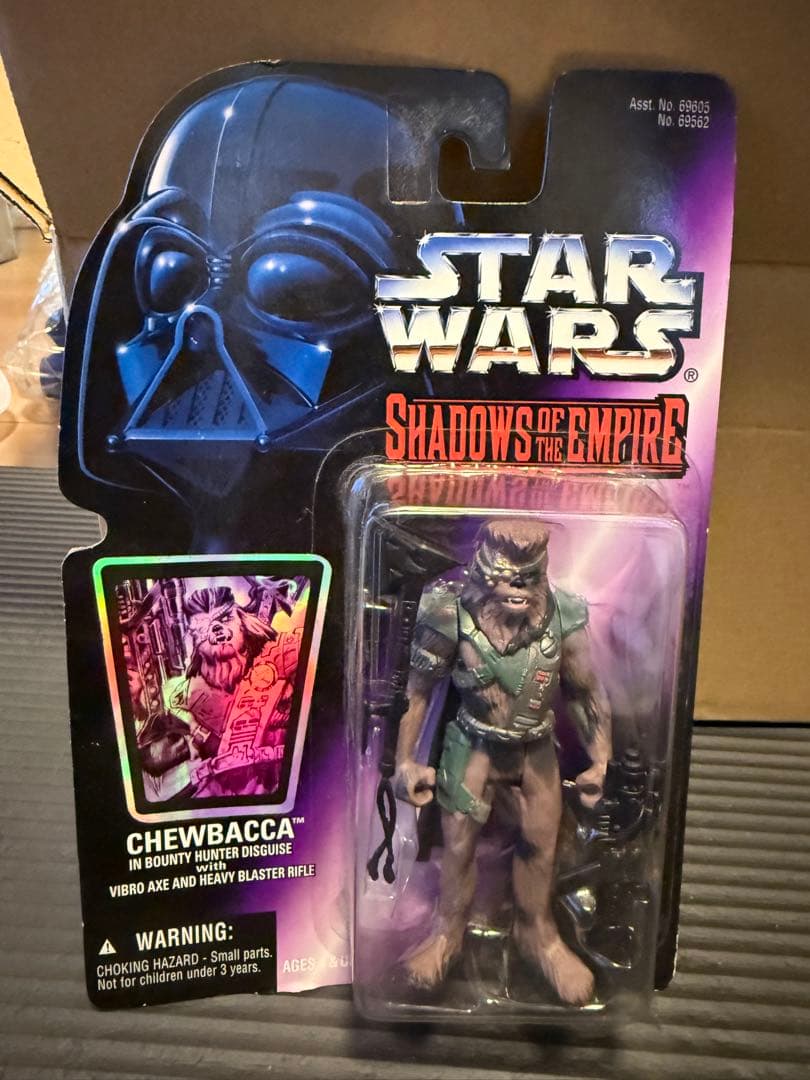 Asst. No. 69605
No. 69562
STAR
WARS®
SHADOWS OF THE EMPIRE
CHEWBACCA™
IN BOUNTY HUNTER DISGUISE
with
VIBRO AXE AND HEAVY BLASTER RIFLE
⚠ WARNING:
CHOKING HAZARD - Small parts.
Not for children under 3 years.
AGES & U